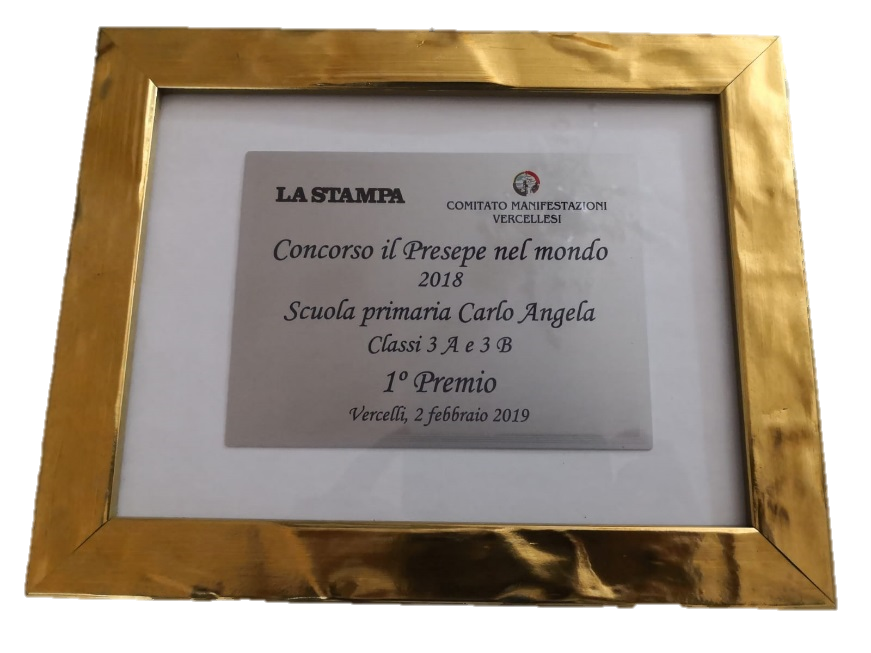 LA STAMPA
COMITATO MANIFESTAZIONI
VERCELLESI
Concorso il Presepe nel mondo
2018
Scuola primaria Carlo Angela
Classi 3 A e 3 B
1º Premio
Vercelli, 2 febbraio 2019